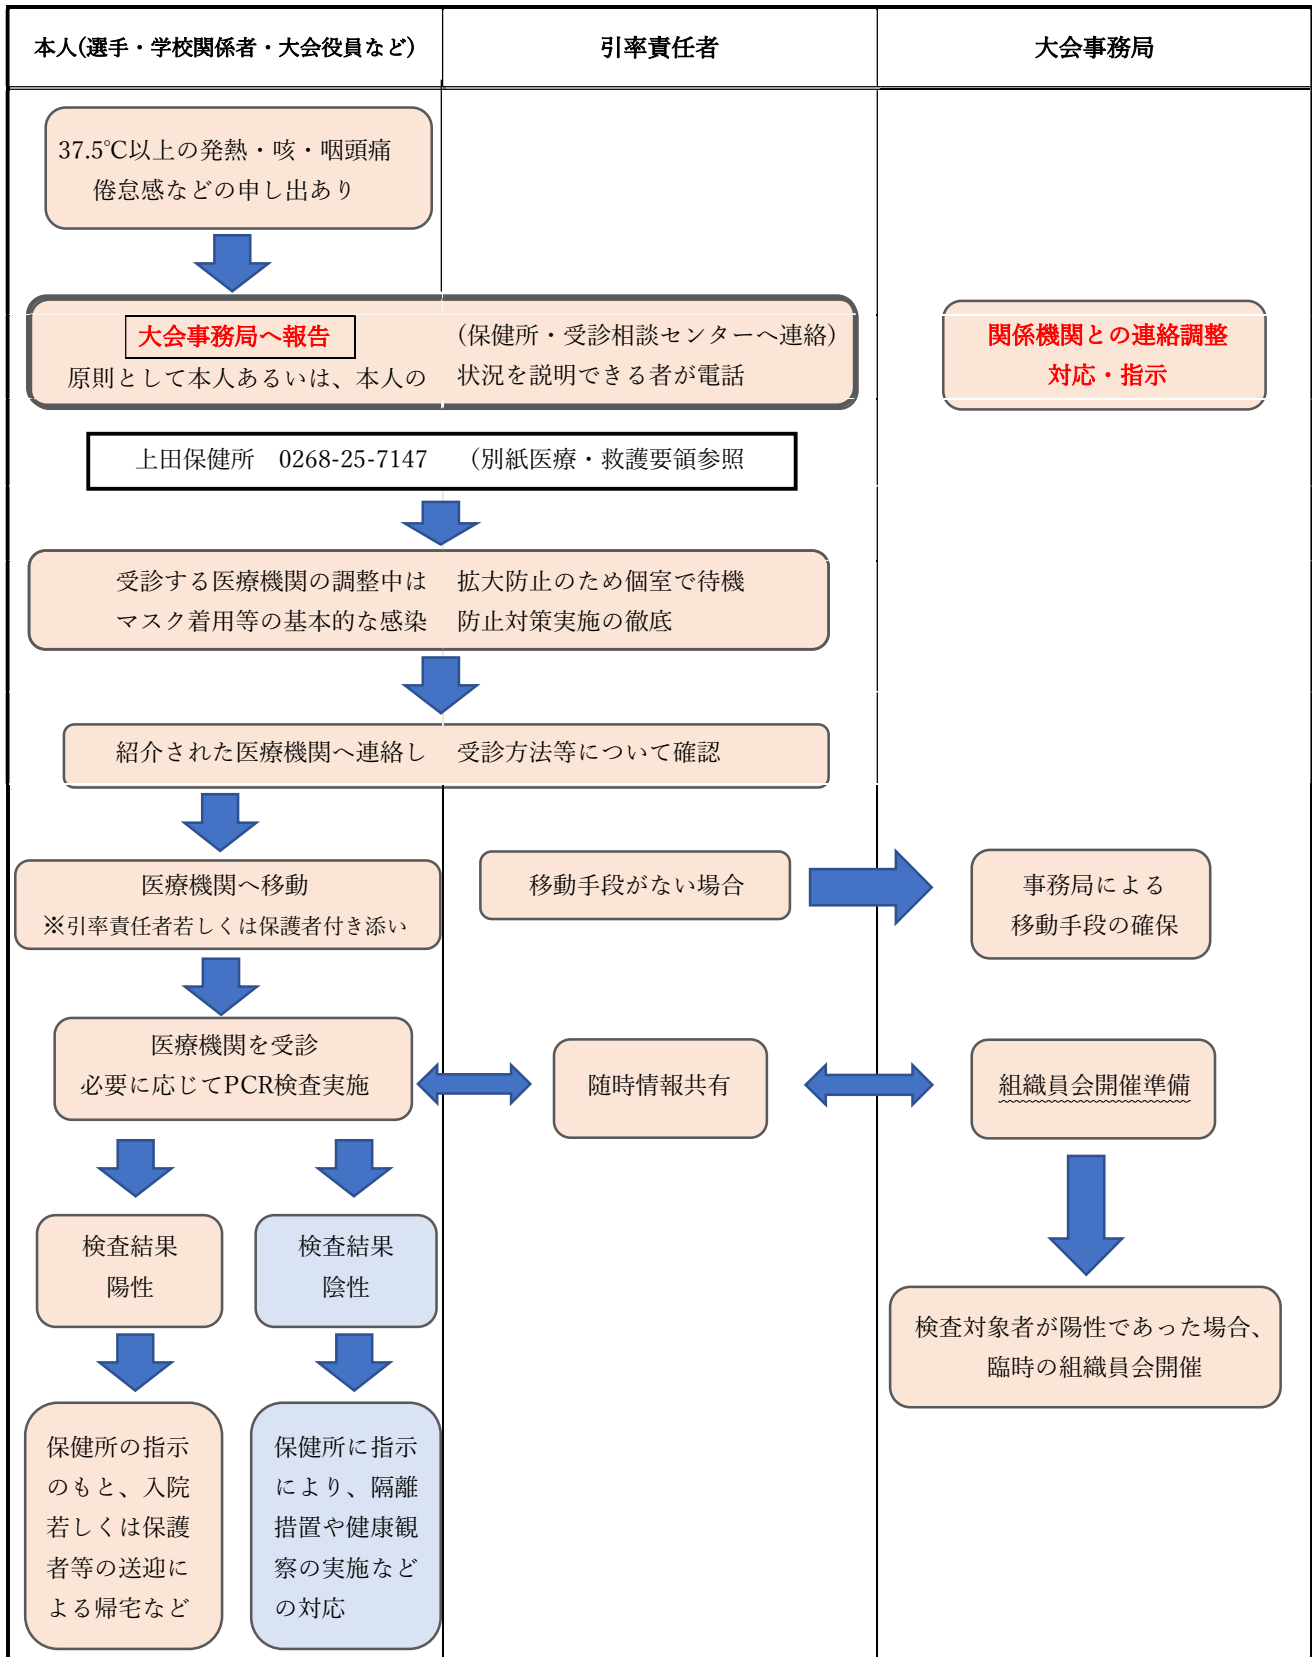 本人(選手・学校関係者・大会役員など)
引率責任者
大会事務局
37.5℃以上の発熱・咳・咽頭痛
倦怠感などの申し出あり
大会事務局へ報告 (保健所・受診相談センターへ連絡)
原則として本人あるいは、本人の 状況を説明できる者が電話
関係機関との連絡調整
対応・指示
上田保健所 0268-25-7147 (別紙医療・救護要領参照
受診する医療機関の調整中は 拡大防止のため個室で待機
マスク着用等の基本的な感染 防止対策実施の徹底
紹介された医療機関へ連絡し 受診方法等について確認
医療機関へ移動
※引率責任者若しくは保護者付き添い
移動手段がない場合
事務局による
移動手段の確保
医療機関を受診
必要に応じてPCR検査実施
随時情報共有
組織員会開催準備
検査結果
陽性
検査結果
陰性
検査対象者が陽性であった場合、
臨時の組織員会開催
保健所の指示
のもと、入院
若しくは保護
者等の送迎に
よる帰宅など
保健所に指示
により、隔離
措置や健康観
察の実施など
の対応